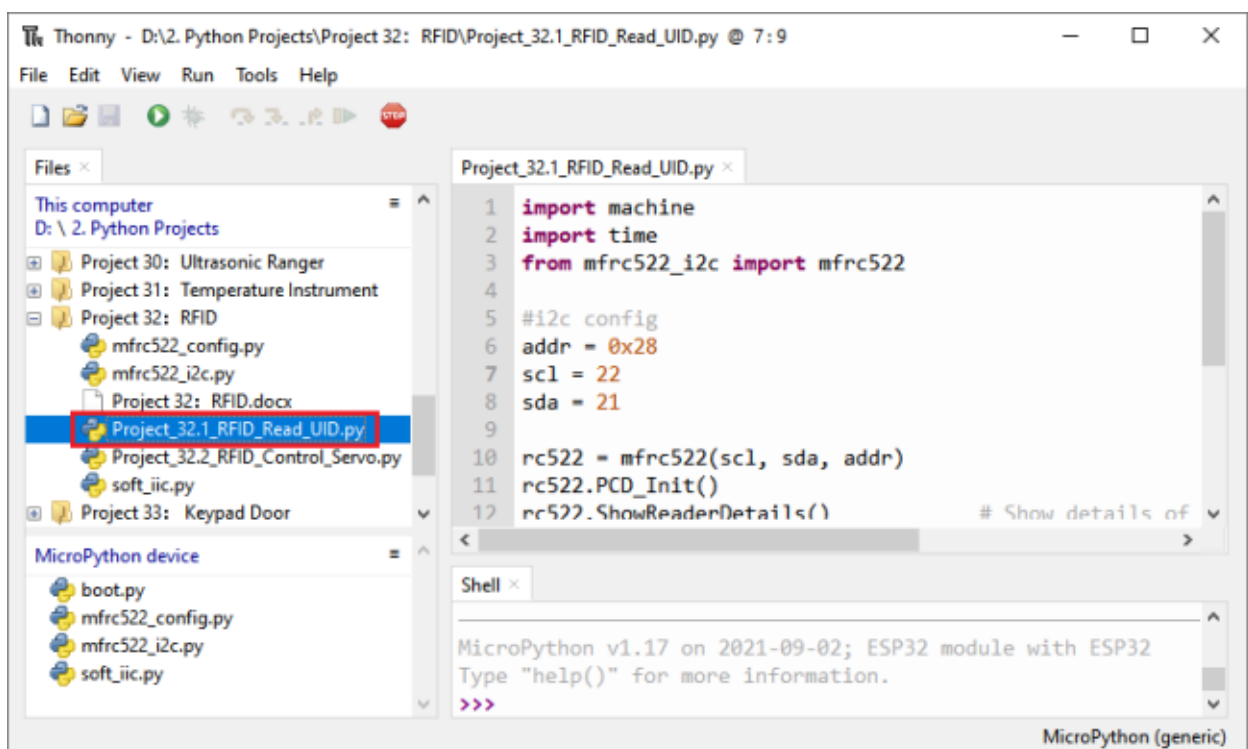 Thonny - D:\2. Python Projects\Project 32： RFID\Project_32.1_RFID_Read_UID.py @ 7:9
File Edit View Run Tools Help
STOP
Files
This computer
D: \ 2. Python Projects
Project 30： Ultrasonic Ranger
Project 31： Temperature Instrument
Project 32： RFID
mfrc522_config.py
mfrc522_i2c.py
Project 32： RFID.docx
Project_32.1_RFID_Read_UID.py
Project_32.2_RFID_Control_Servo.py
soft_iic.py
Project 33： Keypad Door
MicroPython device
boot.py
mfrc522_config.py
mfrc522_i2c.py
soft_iic.py
Project_32.1_RFID_Read_UID.py
1 import machine
2 import time
3 from mfrc522_i2c import mfrc522
4
5 #i2c config
6 addr = 0x28
7 scl = 22
8 sda = 21
9
10 rc522 = mfrc522(scl, sda, addr)
11 rc522.PCD_Init()
12 rc522.ShowReaderDetails() # Show details of
Shell
MicroPython v1.17 on 2021-09-02; ESP32 module with ESP32
Type "help()" for more information.
>>>
MicroPython (generic)